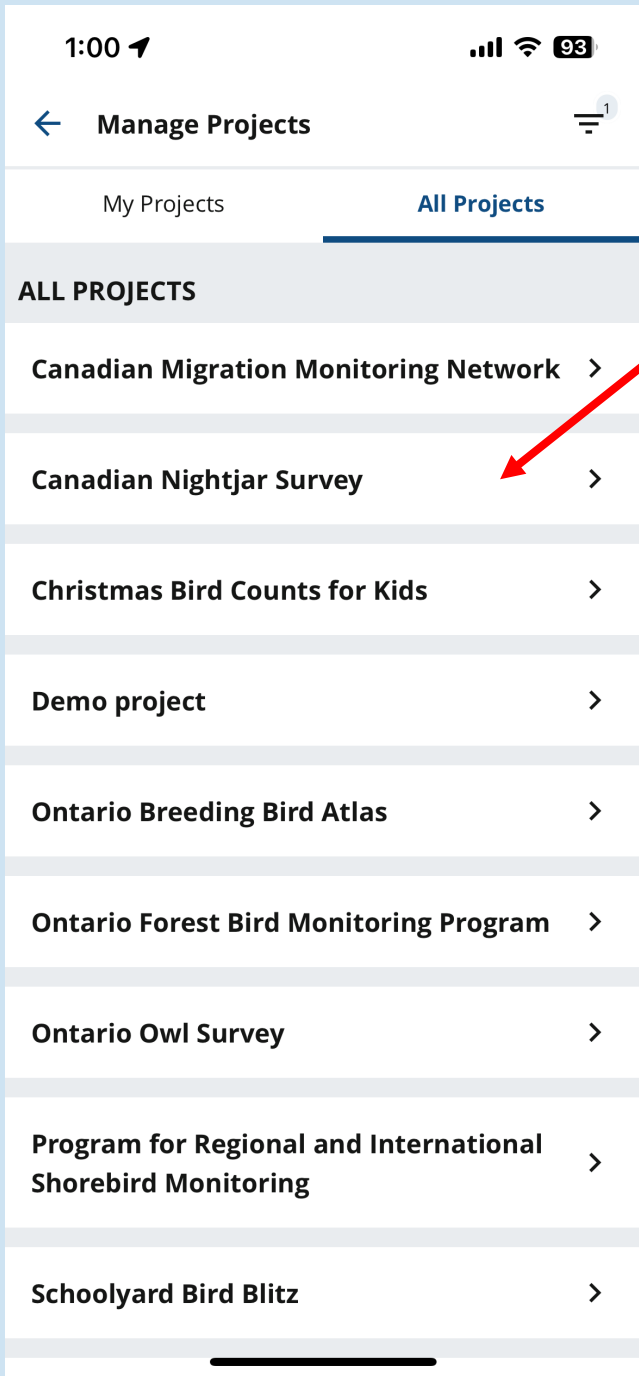 1:00
93
Manage Projects
1
My Projects
All Projects
ALL PROJECTS
Canadian Migration Monitoring Network
Canadian Nightjar Survey
Christmas Bird Counts for Kids
Demo project
Ontario Breeding Bird Atlas
Ontario Forest Bird Monitoring Program
Ontario Owl Survey
Program for Regional and International
Shorebird Monitoring
Schoolyard Bird Blitz